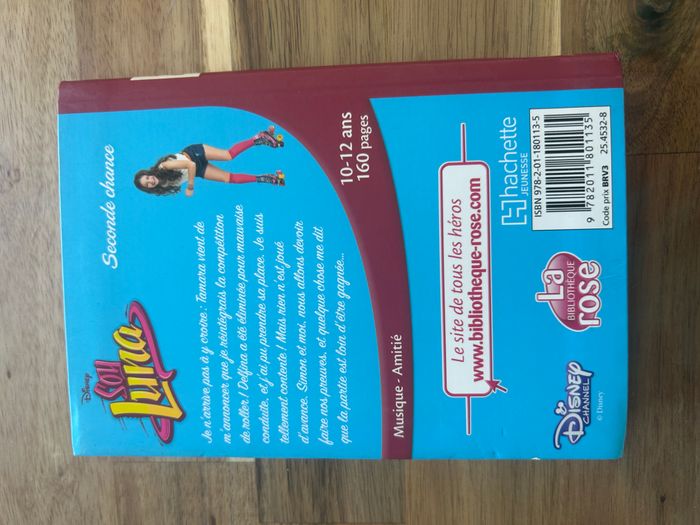 Disney
SOY
Luna
Seconde chance
Je n'arrive pas à y croire : Tamara vient de
m'annoncer que je réintégrais la compétition
de roller ! Delfina a été éliminée pour mauvaise
conduite, et j'ai pu prendre sa place. Je suis
tellement contente ! Mais rien n'est joué
d'avance. Simon et moi, nous allons devoir
faire nos preuves, et quelque chose me dit
que la partie est loin d'être gagnée...
10-12 ans
160 pages
Musique - Amitié
Le site de tous les héros
www.bibliotheque-rose.com
hachette
JEUNESSE
ISBN 978-2-01-180113-5
9 782011 801135
Code prix BRV3
25.4532-8
La
BIBLIOTHÈQUE
rose
DISNEY
CHANNEL
© Disney